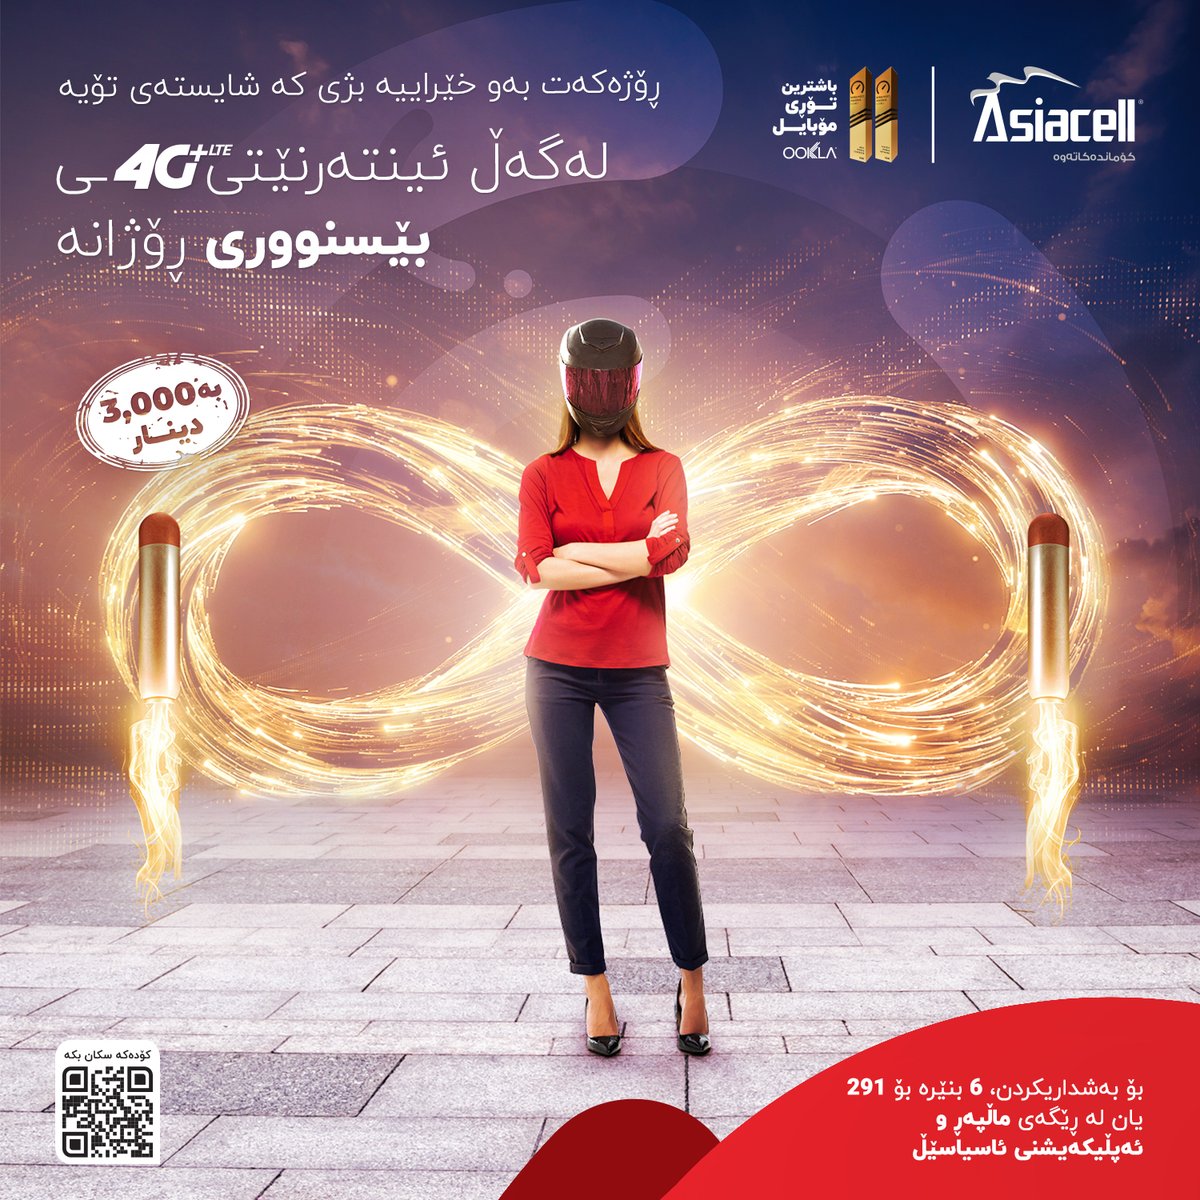 ڕۆژەکەت بەو خێراییە بژی کە شایستەی تۆیە
لەگەڵ ئینتەرنێتی 4G+LTE ـی
بێسنووری ڕۆژانە
باشترین
تۆڕی
مۆبایل
OOKLA
Asiacell
کۆماندەکاتەوە
بە 3,000
دینار
کۆدەکە سکان بکە
بۆ بەشداریکردن، 6 بنێرە بۆ 291
یان لە ڕێگەی ماڵپەڕ و
ئەپڵیکەیشنی ئاسیاسێڵ